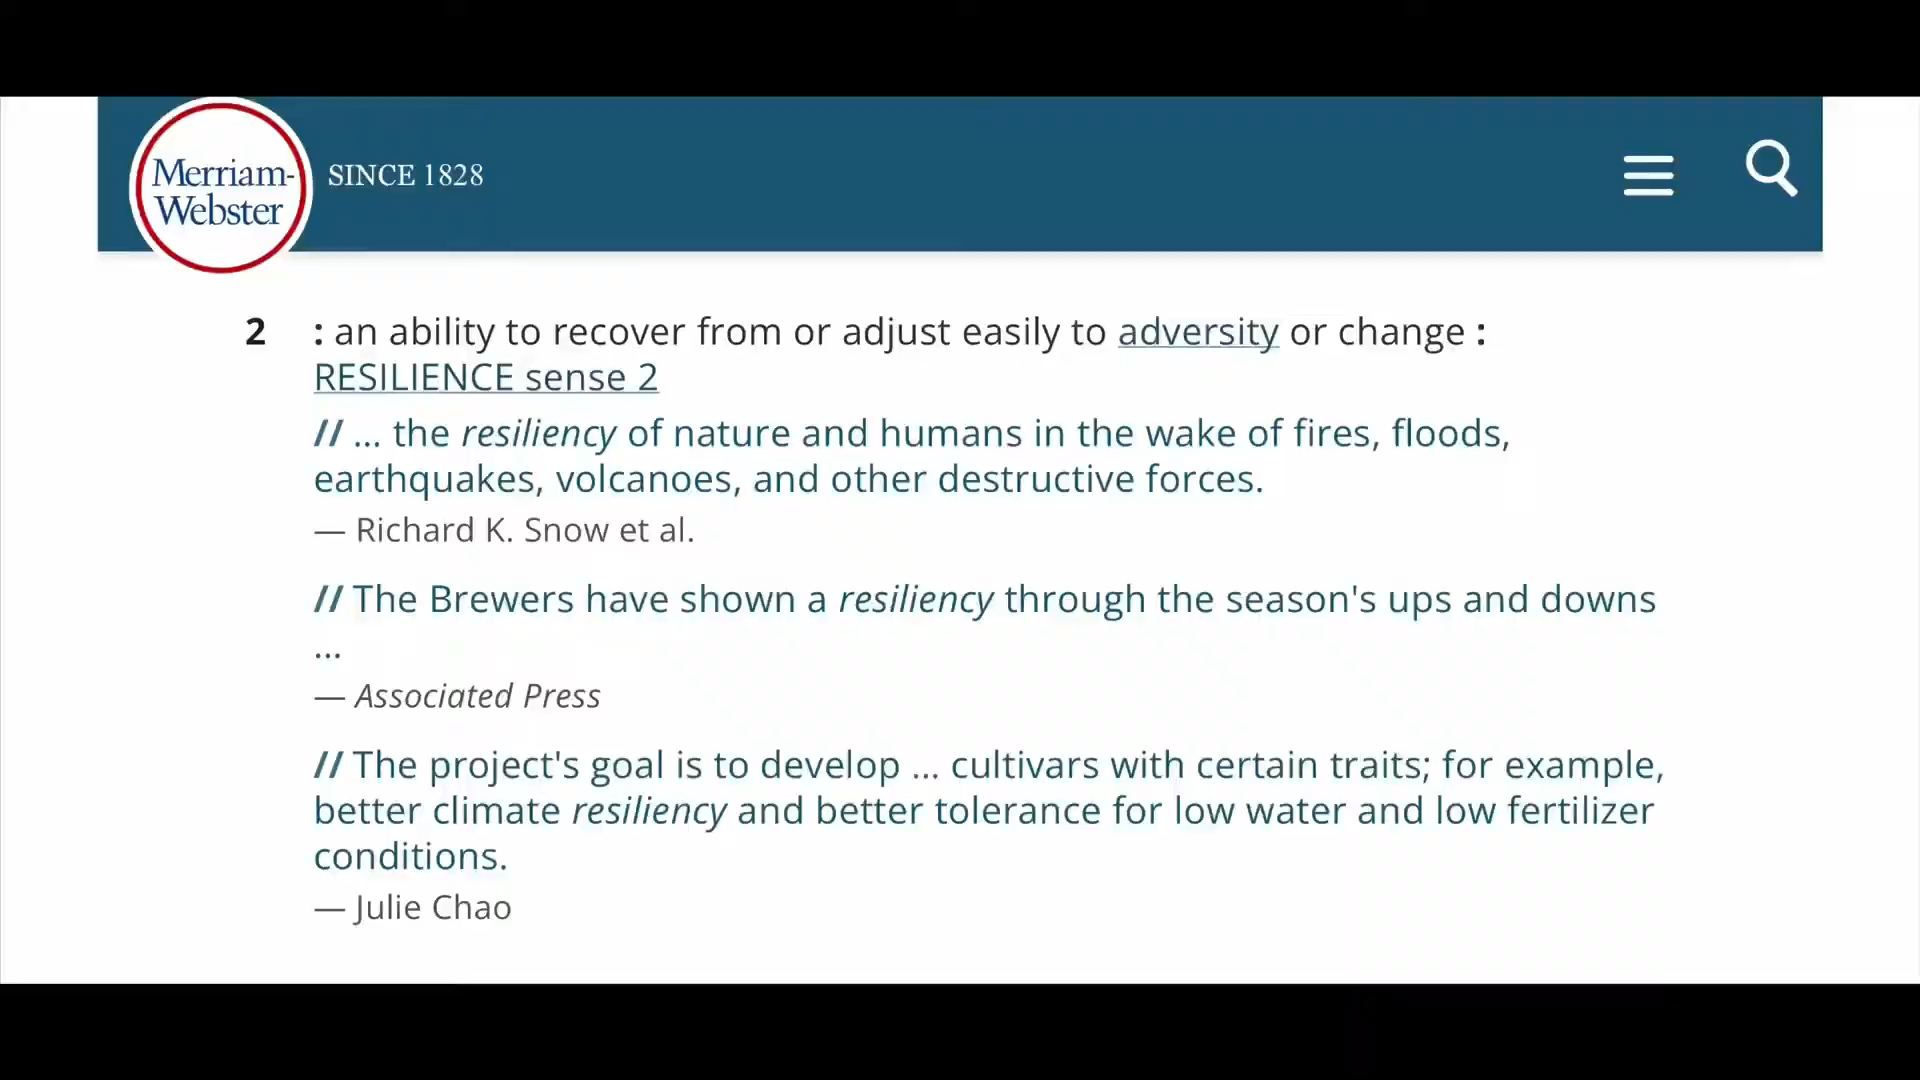 Merriam-
Webster
SINCE 1828
2 : an ability to recover from or adjust easily to adversity or change :
RESILIENCE sense 2
// ... the resiliency of nature and humans in the wake of fires, floods,
earthquakes, volcanoes, and other destructive forces.
— Richard K. Snow et al.
// The Brewers have shown a resiliency through the season's ups and downs
...
— Associated Press
// The project's goal is to develop ... cultivars with certain traits; for example,
better climate resiliency and better tolerance for low water and low fertilizer
conditions.
— Julie Chao